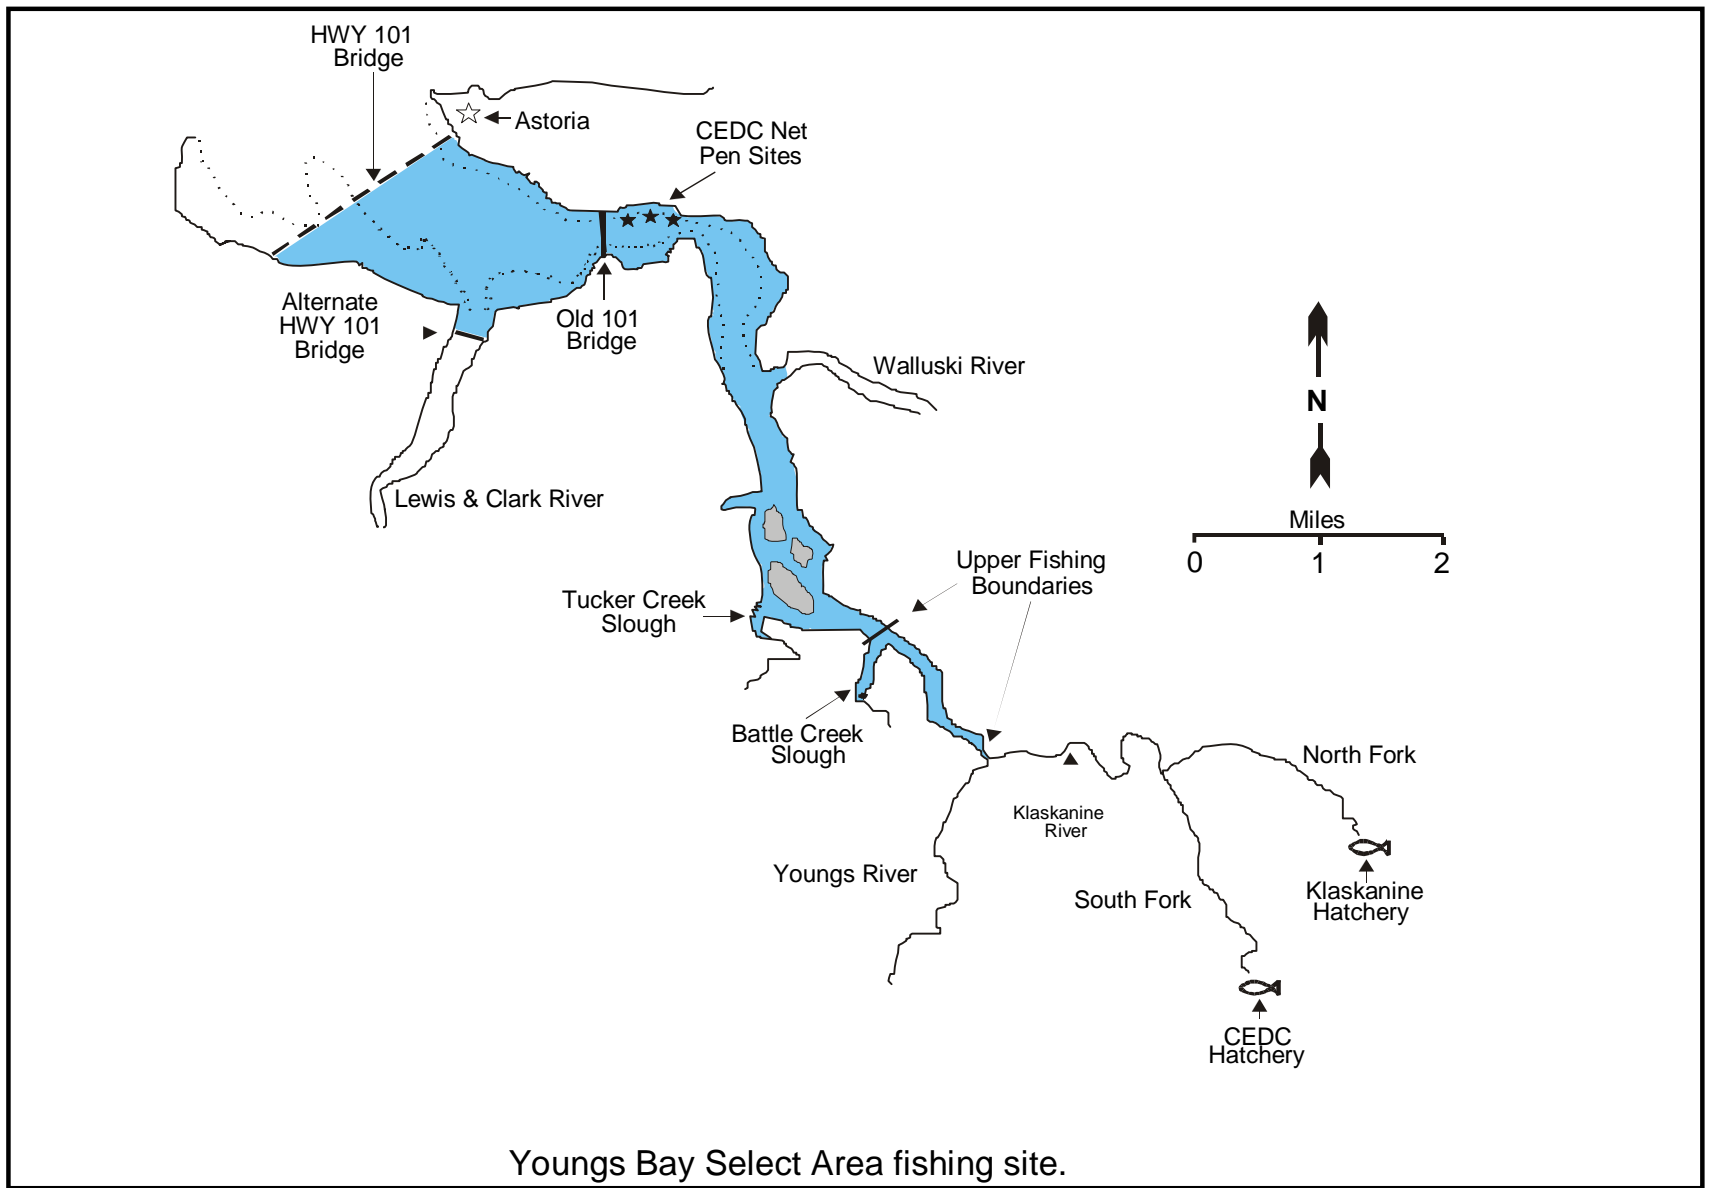 HWY 101
Bridge
Astoria
CEDC Net
Pen Sites
Alternate
HWY 101
Bridge
Old 101
Bridge
Walluski River
N
Lewis & Clark River
Miles
0 1 2
Upper Fishing
Boundaries
Tucker Creek
Slough
Battle Creek
Slough
North Fork
Klaskanine
River
Youngs River
South Fork
Klaskanine
Hatchery
CEDC
Hatchery
Youngs Bay Select Area fishing site.